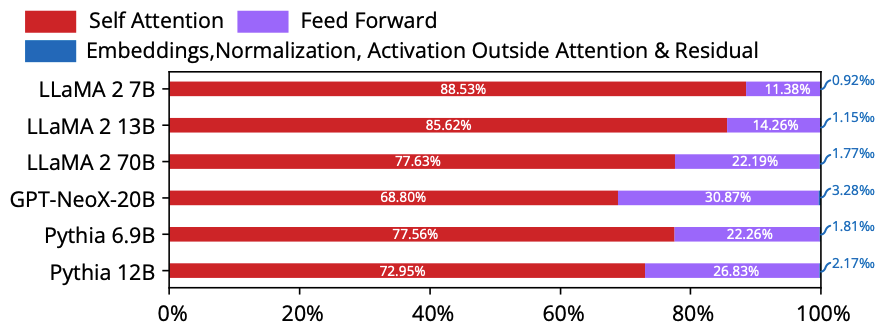 Self Attention Feed Forward
Embeddings,Normalization, Activation Outside Attention & Residual
LLaMA 2 7B 88.53% 11.38% 0.92‰
LLaMA 2 13B 85.62% 14.26% 1.15‰
LLaMA 2 70B 77.63% 22.19% 1.77‰
GPT-NeoX-20B 68.80% 30.87% 3.28‰
Pythia 6.9B 77.56% 22.26% 1.81‰
Pythia 12B 72.95% 26.83% 2.17‰
0% 20% 40% 60% 80% 100%